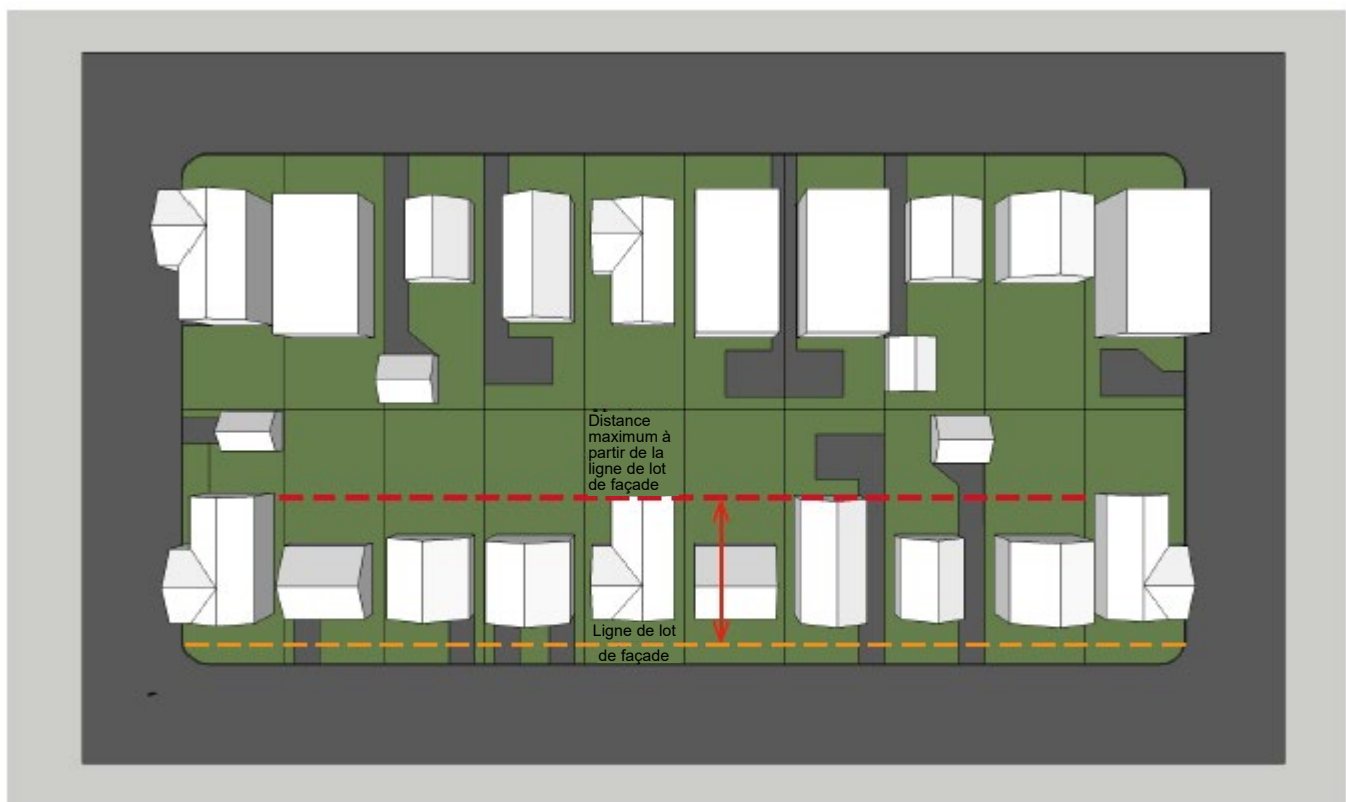 Distance
maximum à
partir de la
ligne de lot
de façade
Ligne de lot
de façade